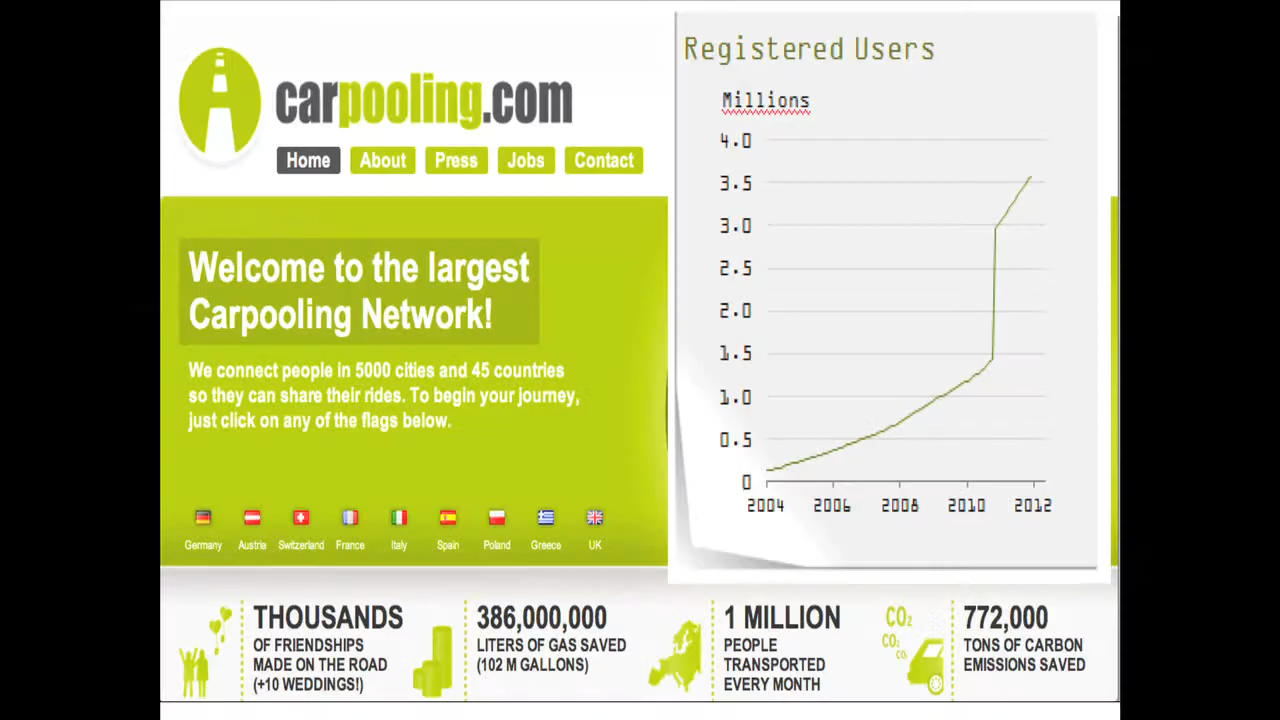 carpooling.com
Home About Press Jobs Contact
Welcome to the largest
Carpooling Network!
We connect people in 5000 cities and 45 countries
so they can share their rides. To begin your journey,
just click on any of the flags below.
Germany Austria Switzerland France Italy Spain Poland Greece UK
Registered Users
Millions
4.0
3.5
3.0
2.5
2.0
1.5
1.0
0.5
0
2004 2006 2008 2010 2012
THOUSANDS
OF FRIENDSHIPS
MADE ON THE ROAD
(+10 WEDDINGS!)
386,000,000
LITERS OF GAS SAVED
(102 M GALLONS)
1 MILLION
PEOPLE
TRANSPORTED
EVERY MONTH
CO₂
CO₂
CO₂
772,000
TONS OF CARBON
EMISSIONS SAVED